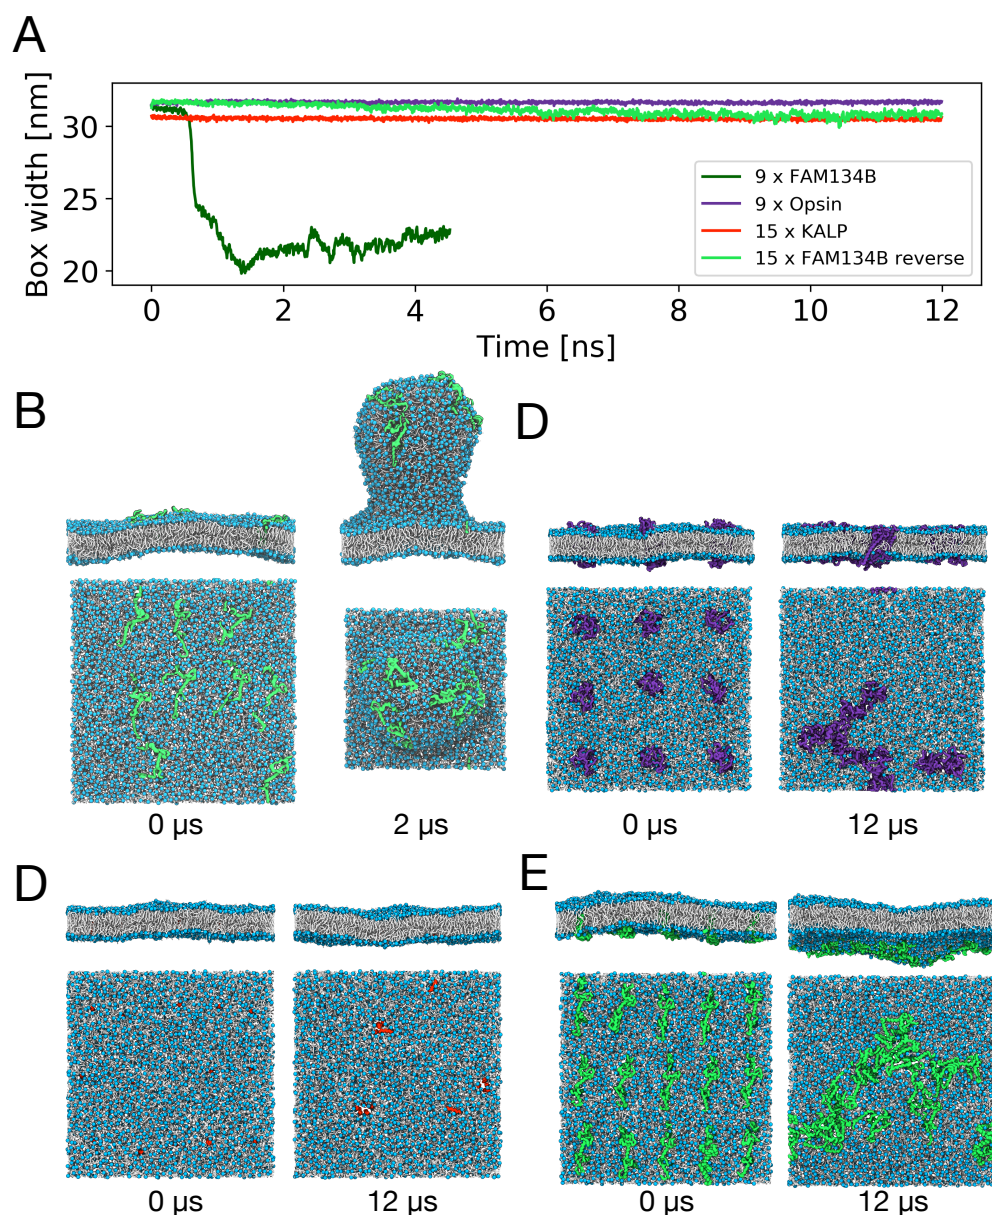 A
Box width [nm]
30
25
20
9 x FAM134B
9 x Opsin
15 x KALP
15 x FAM134B reverse
0 2 4 6 8 10 12
Time [ns]
B
D
0 µs
2 µs
0 µs
12 µs
D
E
0 µs
12 µs
0 µs
12 µs